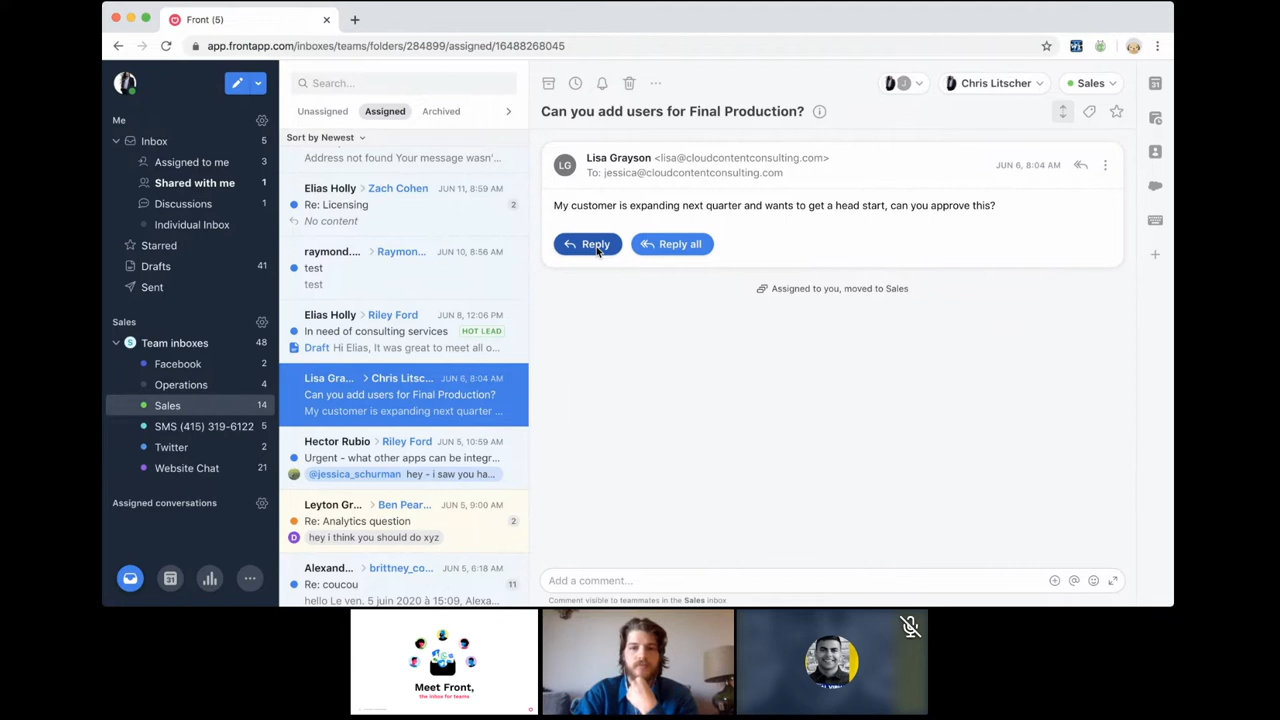 Front (5)
app.frontapp.com/inboxes/teams/folders/284899/assigned/16488268045
Me
Inbox 5
Assigned to me 3
Shared with me 1
Discussions 3
Individual Inbox
Starred
Drafts 41
Sent
Sales
Team inboxes 48
Facebook 2
Operations 4
Sales 14
SMS (415) 319-6122 5
Twitter 2
Website Chat 21
Assigned conversations
Search...
Unassigned Assigned Archived
Sort by Newest
Address not found Your message wasn'...
Elias Holly > Zach Cohen JUN 11, 8:59 AM
Re: Licensing 2
No content
raymond.... > Raymon... JUN 10, 8:56 AM
test
test
Elias Holly > Riley Ford JUN 8, 12:06 PM
In need of consulting services HOT LEAD
Draft Hi Elias, It was great to meet all o...
Lisa Gra... > Chris Litsc... JUN 6, 8:04 AM
Can you add users for Final Production?
My customer is expanding next quarter ...
Hector Rubio > Riley Ford JUN 5, 10:59 AM
Urgent - what other apps can be integr...
@jessica_schurman hey - i saw you ha...
Leyton Gr... > Ben Pear... JUN 5, 9:00 AM
Re: Analytics question 2
D hey i think you should do xyz
Alexand... > brittney_co... JUN 5, 6:18 AM
Re: coucou 11
hello Le ven. 5 juin 2020 à 15:09, Alexa...
J Chris Litscher Sales
Can you add users for Final Production?
LG
Lisa Grayson <lisa@cloudcontentconsulting.com>
To: jessica@cloudcontentconsulting.com
JUN 6, 8:04 AM
My customer is expanding next quarter and wants to get a head start, can you approve this?
Reply Reply all
Assigned to you, moved to Sales
Add a comment...
Comment visible to teammates in the Sales inbox
31
Meet Front,
the inbox for teams